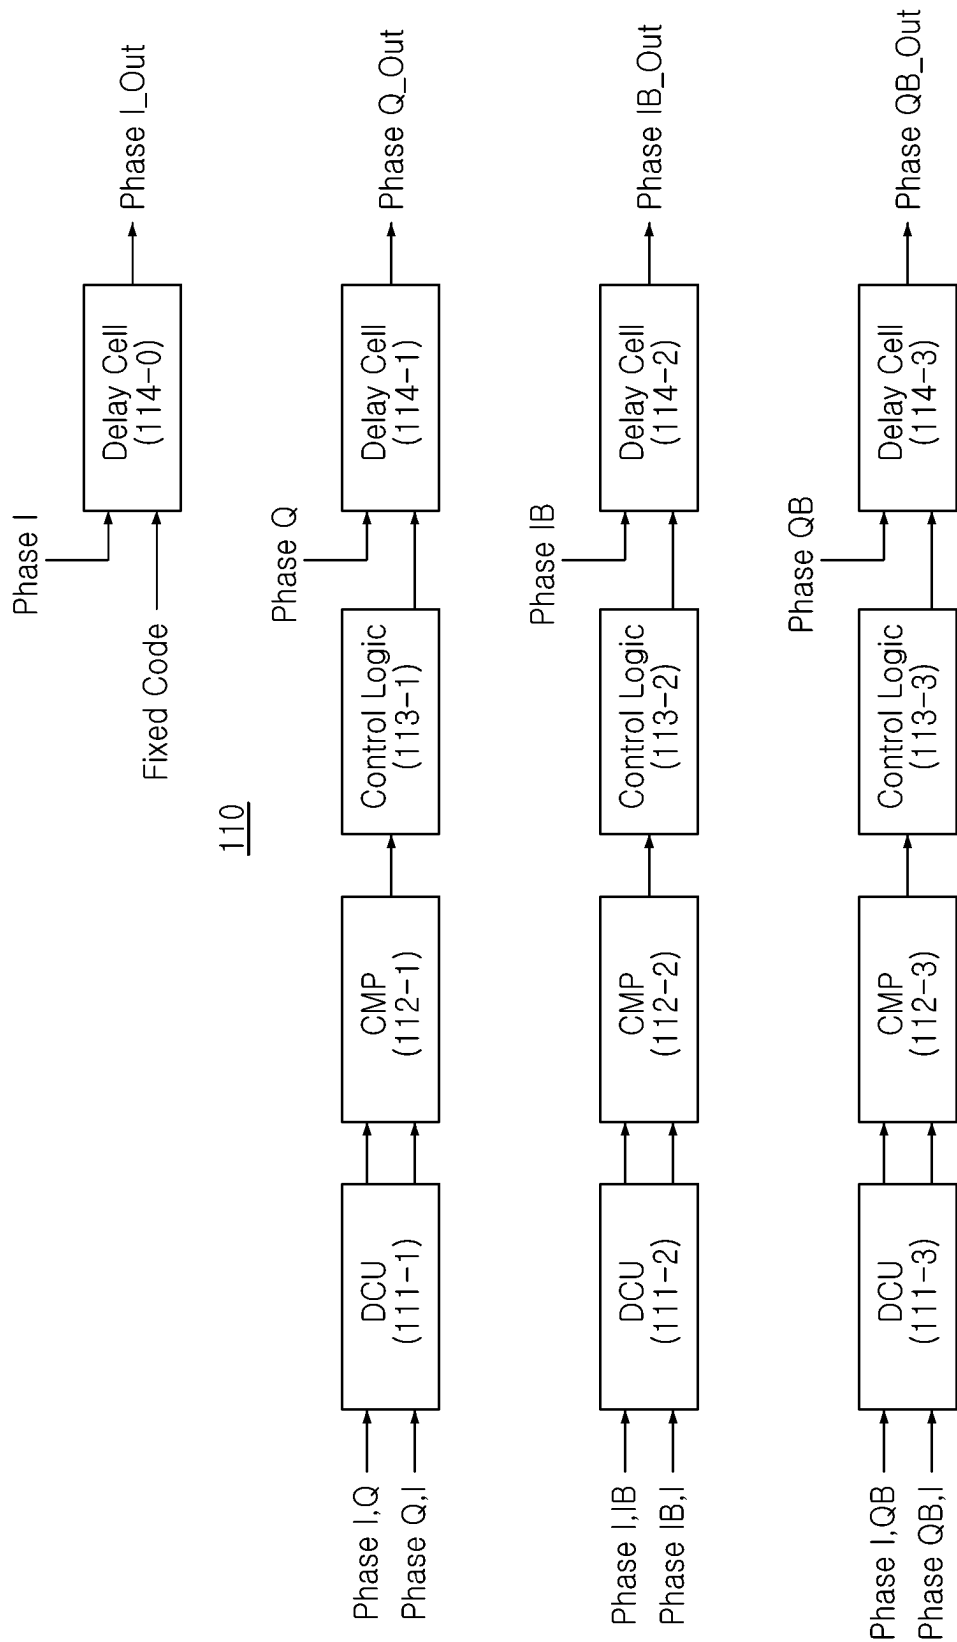 Phase I
Fixed Code
Delay Cell
(114-0)
Phase I_Out
110
Phase I,Q
Phase Q,I
DCU
(111-1)
CMP
(112-1)
Control Logic
(113-1)
Phase Q
Delay Cell
(114-1)
Phase Q_Out
Phase I,IB
Phase IB,I
DCU
(111-2)
CMP
(112-2)
Control Logic
(113-2)
Phase IB
Delay Cell
(114-2)
Phase IB_Out
Phase I,QB
Phase QB,I
DCU
(111-3)
CMP
(112-3)
Control Logic
(113-3)
Phase QB
Delay Cell
(114-3)
Phase QB_Out